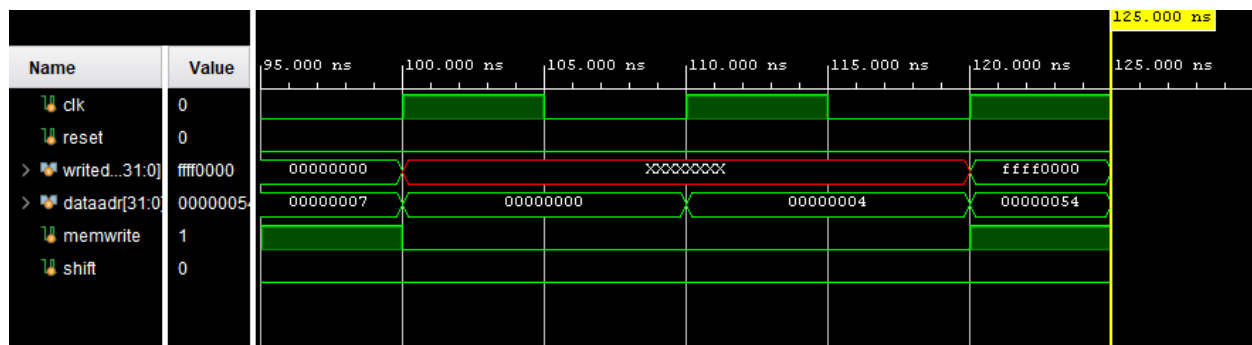 125.000 ns
Name Value 95.000 ns 100.000 ns 105.000 ns 110.000 ns 115.000 ns 120.000 ns 125.000 ns
clk 0
reset 0
writed...31:0] ffff0000 00000000 XXXXXXXX ffff0000
dataadr[31:0] 00000054 00000007 00000000 00000004 00000054
memwrite 1
shift 0